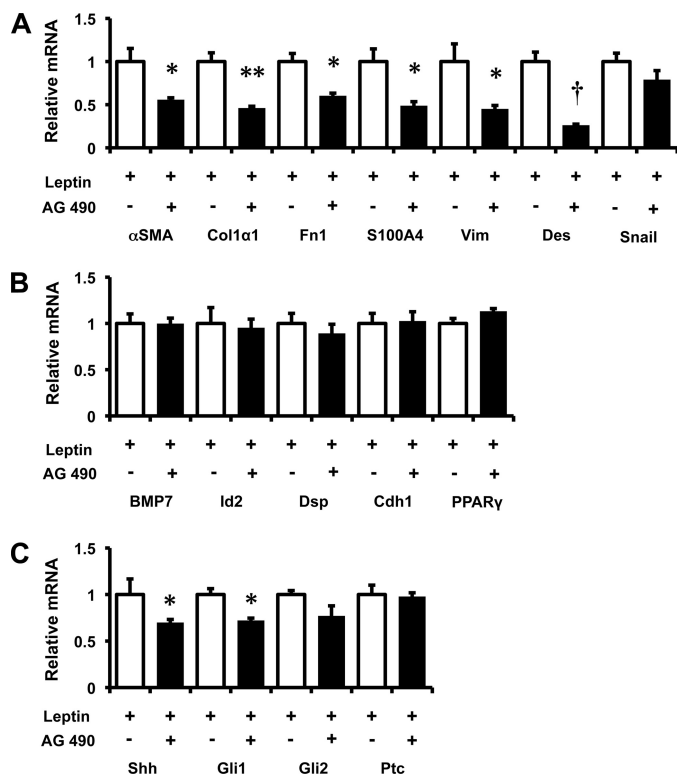 A
Relative mRNA
1.5
1
0.5
0
* ** * * * †
Leptin + + + + + + + + + + + + + +
AG 490 - + - + - + - + - + - + - +
αSMA Col1α1 Fn1 S100A4 Vim Des Snail
B
Relative mRNA
1.5
1
0.5
0
Leptin + + + + + + + + + +
AG 490 - + - + - + - + - +
BMP7 Id2 Dsp Cdh1 PPARγ
C
Relative mRNA
1.5
1
0.5
0
* *
Leptin + + + + + + + +
AG 490 - + - + - + - +
Shh Gli1 Gli2 Ptc